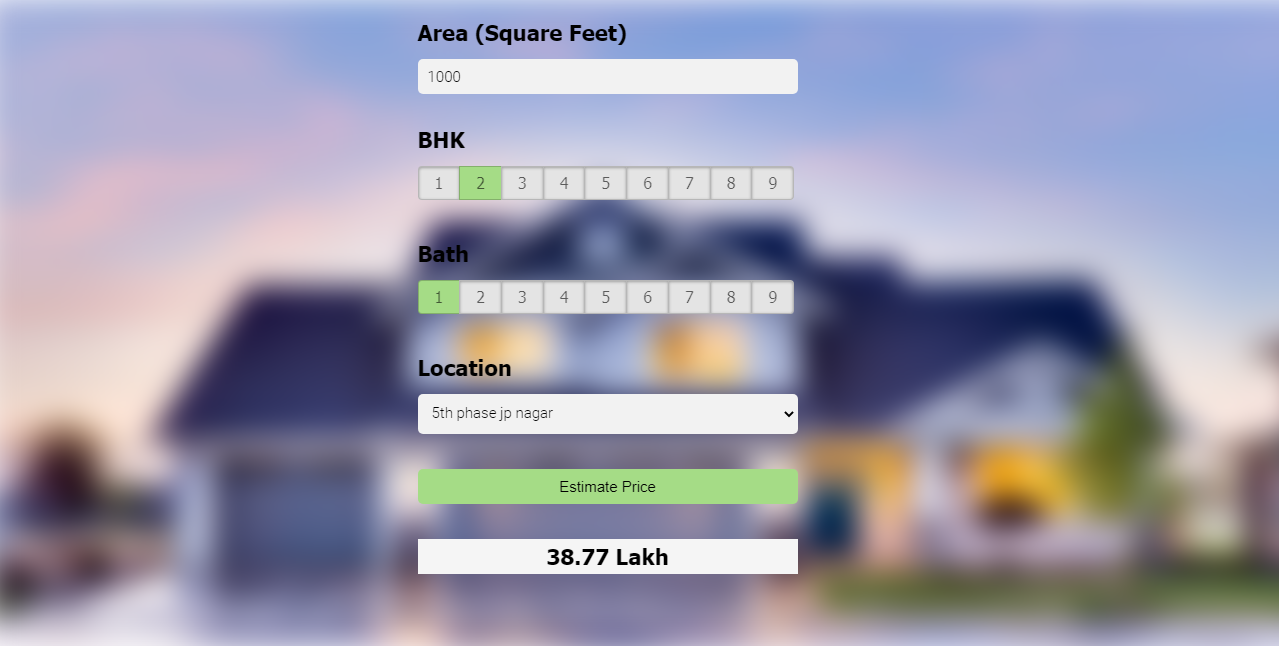 Area (Square Feet)
1000
BHK
1 2 3 4 5 6 7 8 9
Bath
1 2 3 4 5 6 7 8 9
Location
5th phase jp nagar
Estimate Price
38.77 Lakh